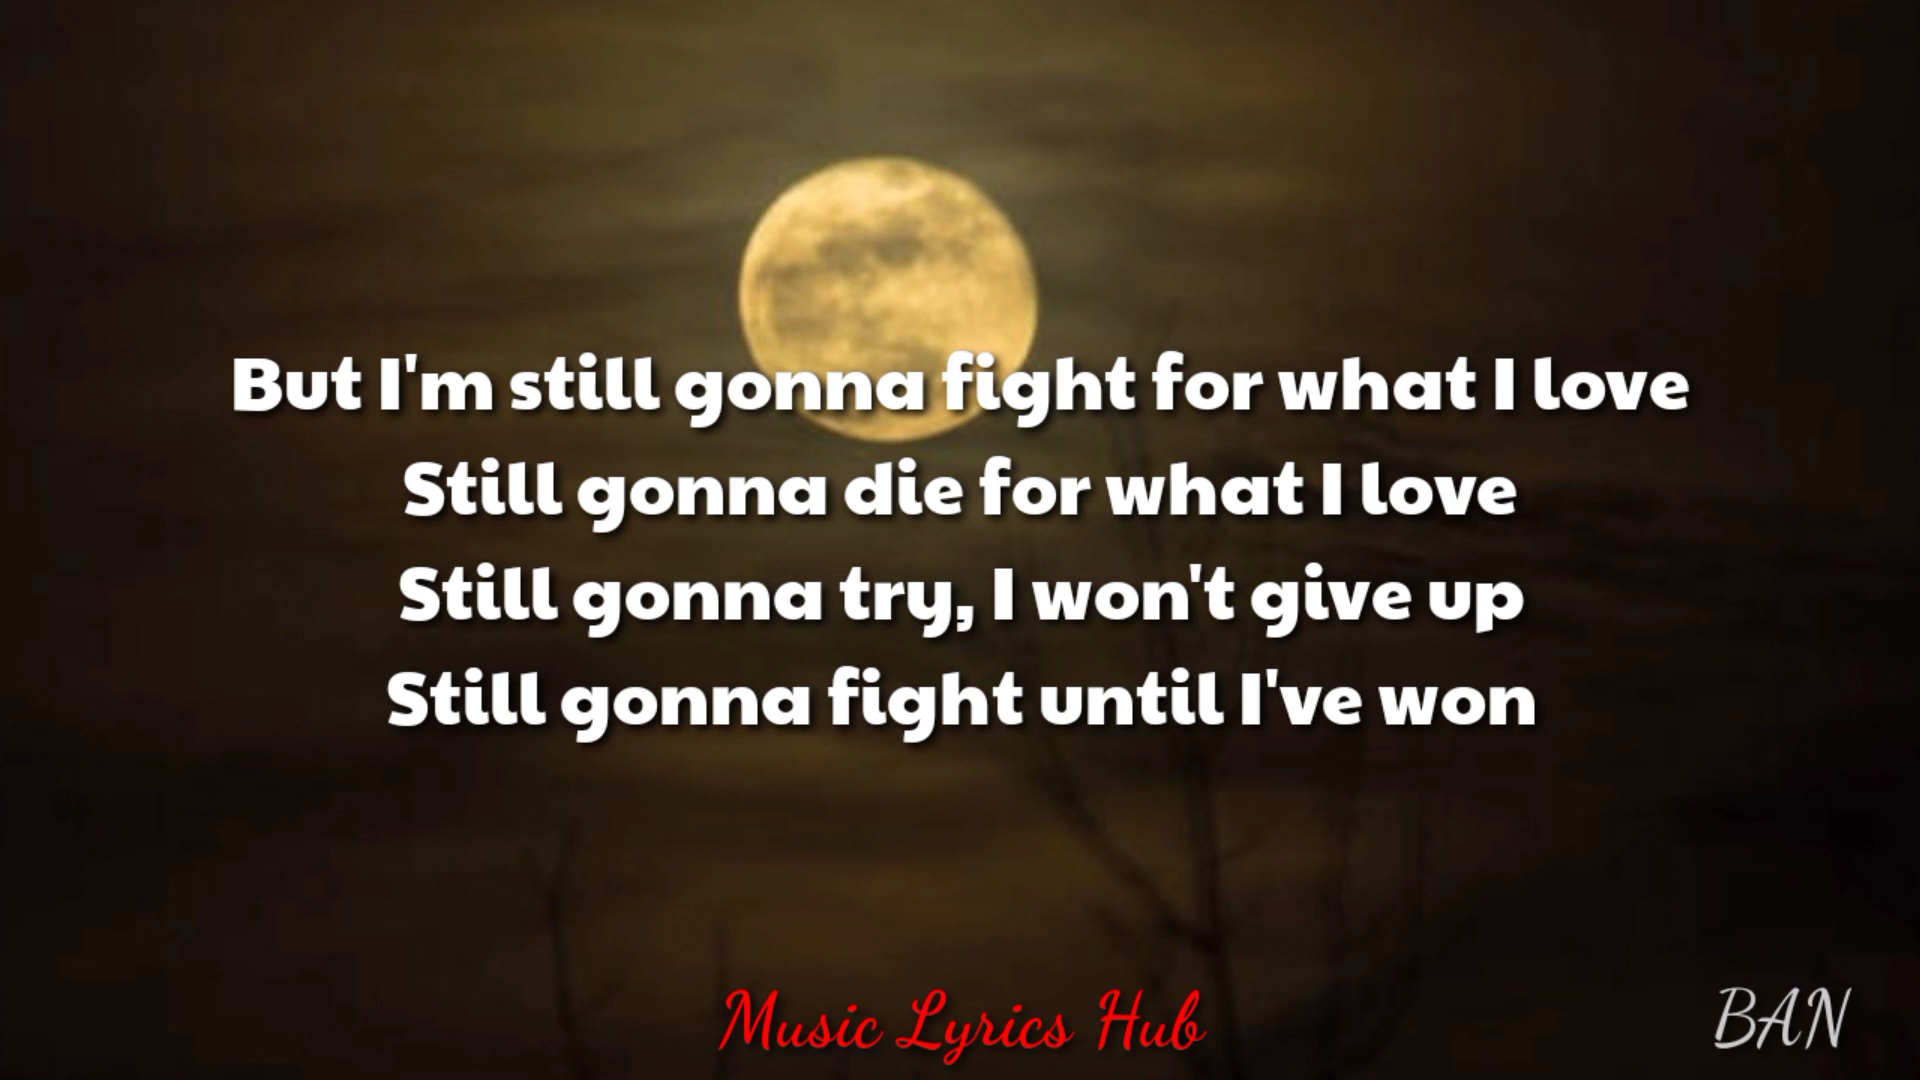 But I'm still gonna fight for what I love
Still gonna die for what I love
Still gonna try, I won't give up
Still gonna fight until I've won
Music Lyrics Hub
BAN